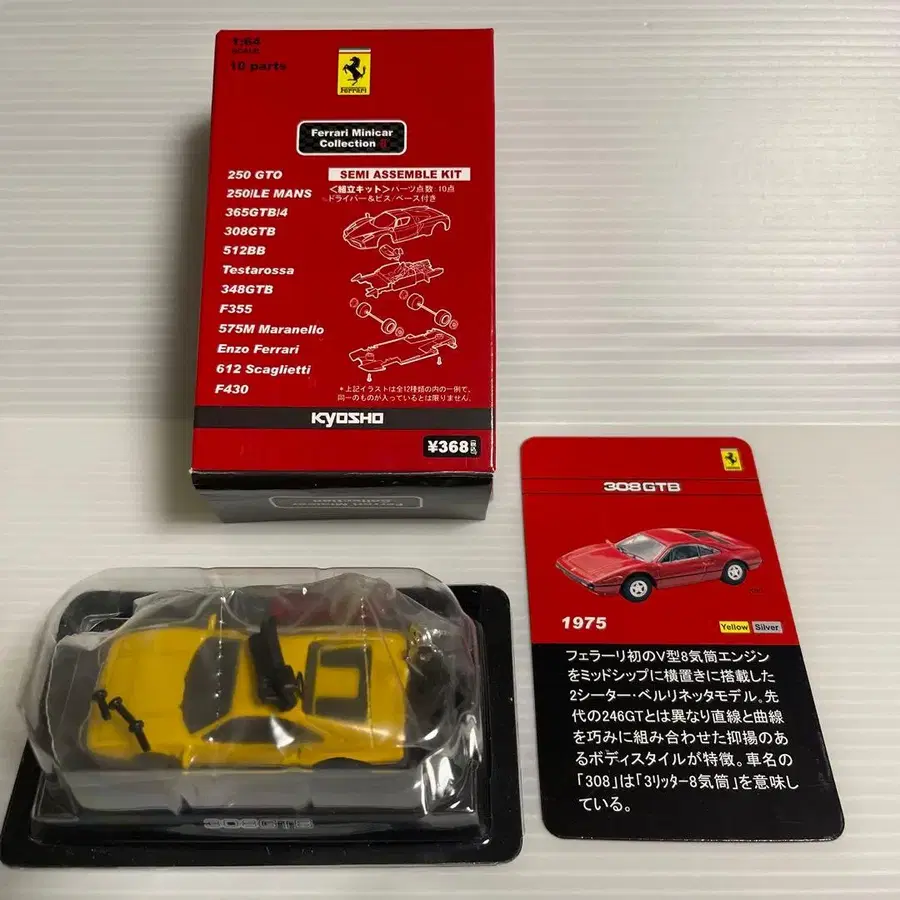 1:64
SCALE
10 parts
Ferrari
Ferrari Minicar
Collection
SEMI ASSEMBLE KIT
<組立キット>パーツ点数:10点
ドライバー&ビス/ベース付き
250 GTO
250/LE MANS
365GTB/4
308GTB
512BB
Testarossa
348GTB
F355
575M Maranello
Enzo Ferrari
612 Scaglietti
F430
*上記イラストは全12種類の内の一例で、
同一のものが入っているとは限りません。
KYOSHO
¥368
Ferrari Minicar
Collection
308GTB
1975
Yellow Silver
フェラーリ初のV型8気筒エンジン
をミッドシップに横置きに搭載した
2シーター・ベルリネッタモデル。先
代の246GTとは異なり直線と曲線
を巧みに組み合わせた抑揚のあ
るボディスタイルが特徴。車名の
「308」は「3リッター8気筒」を意味し
ている。
308GTB